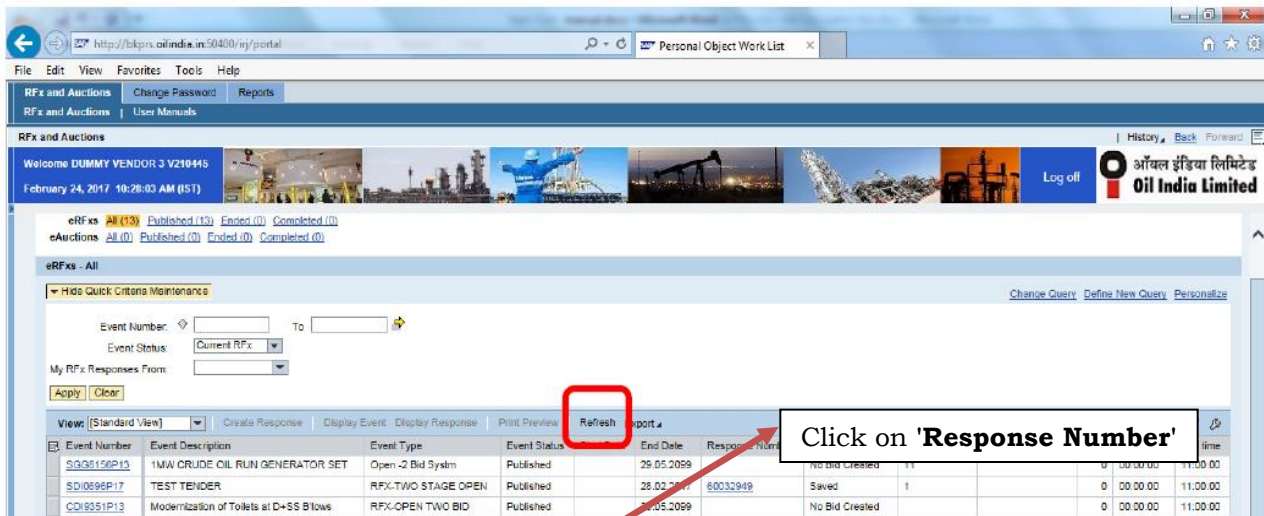 http://bkprs.oilindia.in:50400/irj/portal
Personal Object Work List
File Edit View Favorites Tools Help
RFx and Auctions Change Password Reports
RFx and Auctions | User Manuals
RFx and Auctions | History Back Forward
Welcome DUMMY VENDOR 3 V210445
February 24, 2017 10:28:03 AM (IST)
Log off
ऑयल इंडिया लिमिटेड
Oil India Limited
eRFxs All (13) Published (13) Ended (0) Completed (0)
eAuctions All (0) Published (0) Ended (0) Completed (0)
eRFxs - All
Hide Quick Criteria Maintenance Change Query Define New Query Personalize
Event Number: To
Event Status: Current RFx
My RFx Responses From:
Apply Clear
View: [Standard View] Create Response Display Event Display Response Print Preview Refresh Export
Click on 'Response Number'
Event Number Event Description Event Type Event Status End Date time
SGG6156P13 1MW CRUDE OIL RUN GENERATOR SET Open -2 Bid Systm Published 29.05.2099 No Bid Created 11 0 00:00:00 11:00:00
SDI0696P17 TEST TENDER RFX-TWO STAGE OPEN Published 60032949 Saved 1 0 00:00:00 11:00:00
CDI9351P13 Modernization of Toilets at D+SS B'lows RFX-OPEN TWO BID Published No Bid Created 0 00:00:00 11:00:00